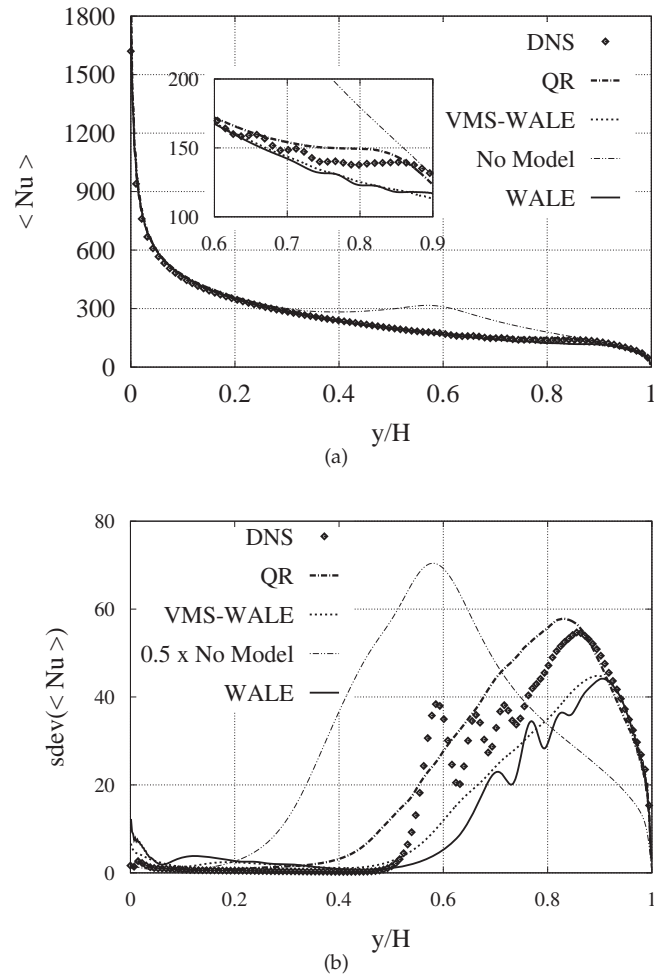 1800
1500
1200
900
600
300
0
< Nu >
DNS
QR
VMS-WALE
No Model
WALE
200
150
100
0.6 0.7 0.8 0.9
0 0.2 0.4 0.6 0.8 1
y/H
(a)
80
60
40
20
0
sdev(< Nu >)
DNS
QR
VMS-WALE
0.5 x No Model
WALE
0 0.2 0.4 0.6 0.8 1
y/H
(b)